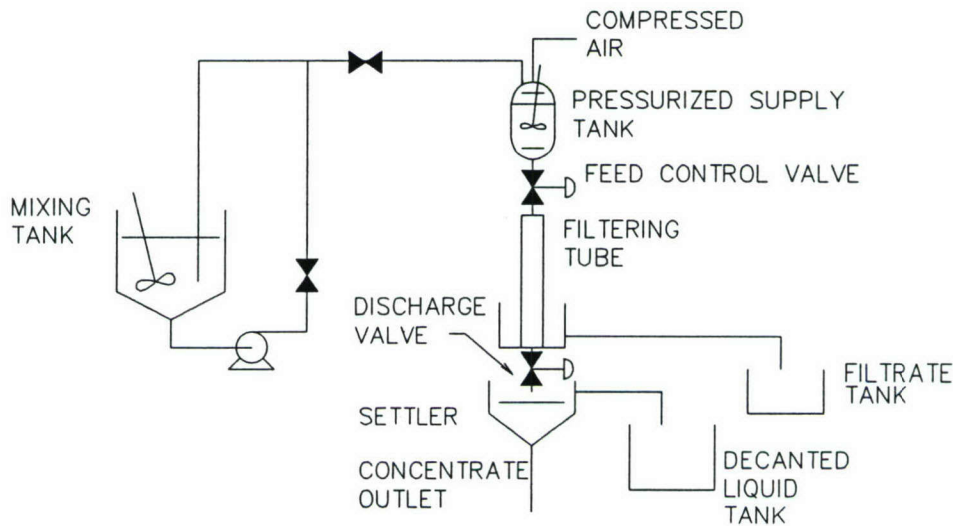 COMPRESSED
AIR
PRESSURIZED SUPPLY
TANK
FEED CONTROL VALVE
MIXING
TANK
FILTERING
TUBE
DISCHARGE
VALVE
FILTRATE
TANK
SETTLER
CONCENTRATE
OUTLET
DECANTED
LIQUID
TANK